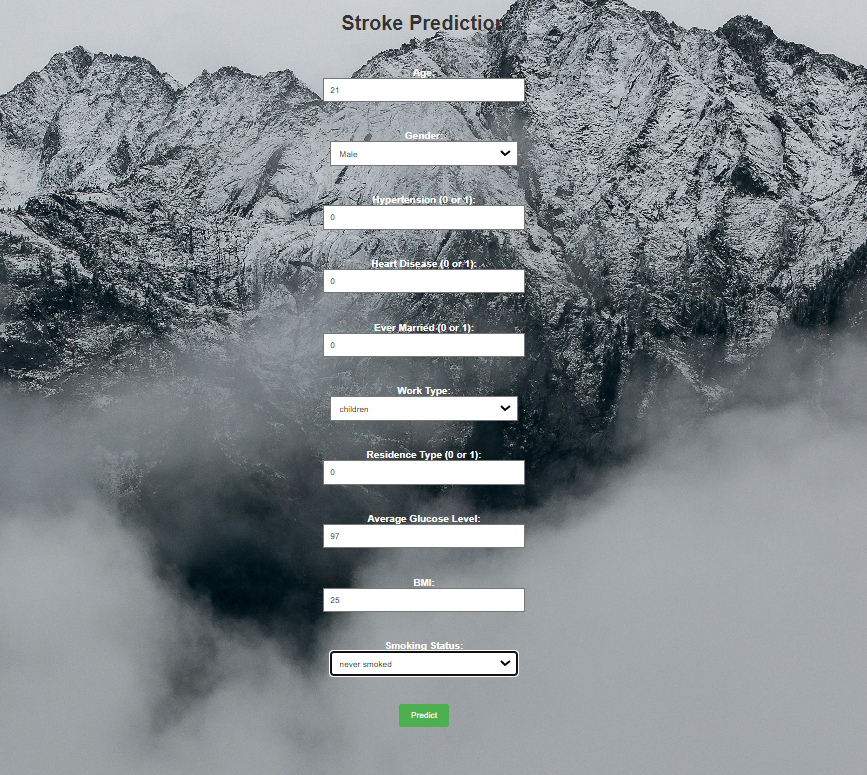 Stroke Prediction
Age:
21
Gender:
Male
Hypertension (0 or 1):
0
Heart Disease (0 or 1):
0
Ever Married (0 or 1):
0
Work Type:
children
Residence Type (0 or 1):
0
Average Glucose Level:
97
BMI:
25
Smoking Status:
never smoked
Predict